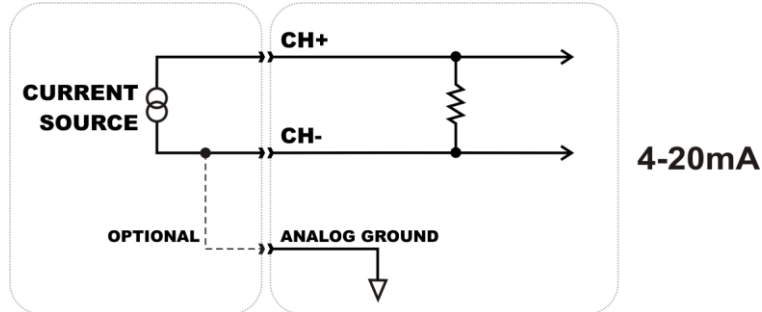 CH+
CURRENT
SOURCE
CH-
4-20mA
OPTIONAL
ANALOG GROUND